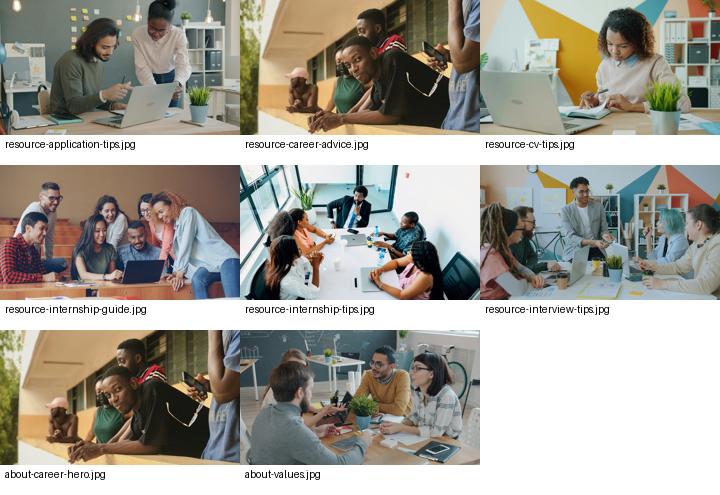 resource-application-tips.jpg
resource-career-advice.jpg
resource-cv-tips.jpg
resource-internship-guide.jpg
resource-internship-tips.jpg
resource-interview-tips.jpg
about-career-hero.jpg
about-values.jpg